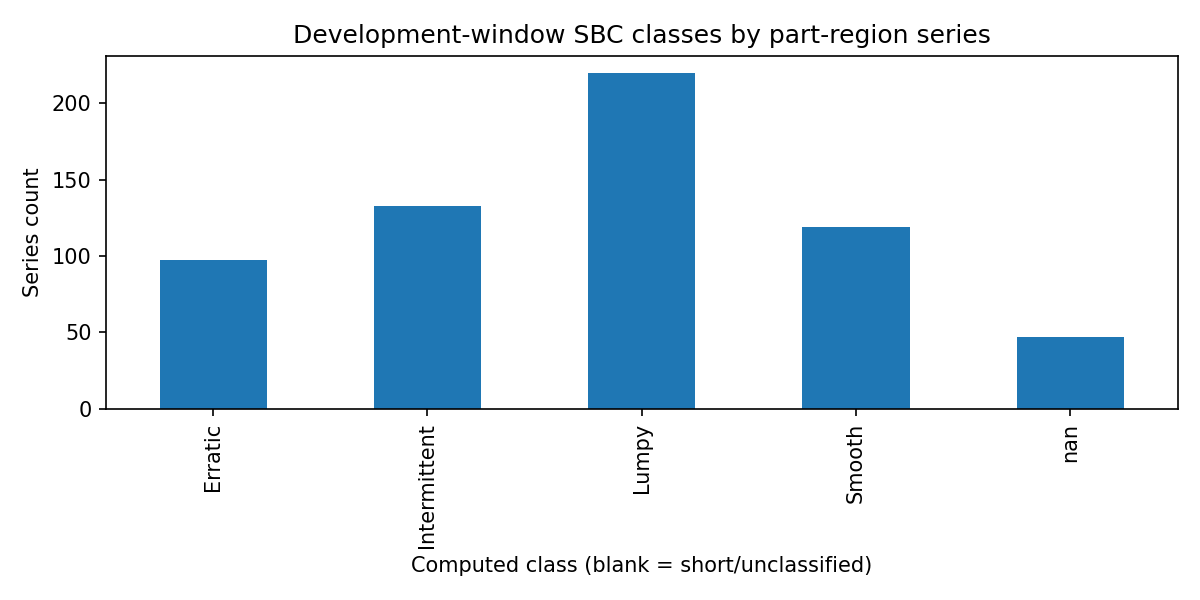 Development-window SBC classes by part-region series
Series count
200
150
100
50
0
Erratic
Intermittent
Lumpy
Smooth
nan
Computed class (blank = short/unclassified)